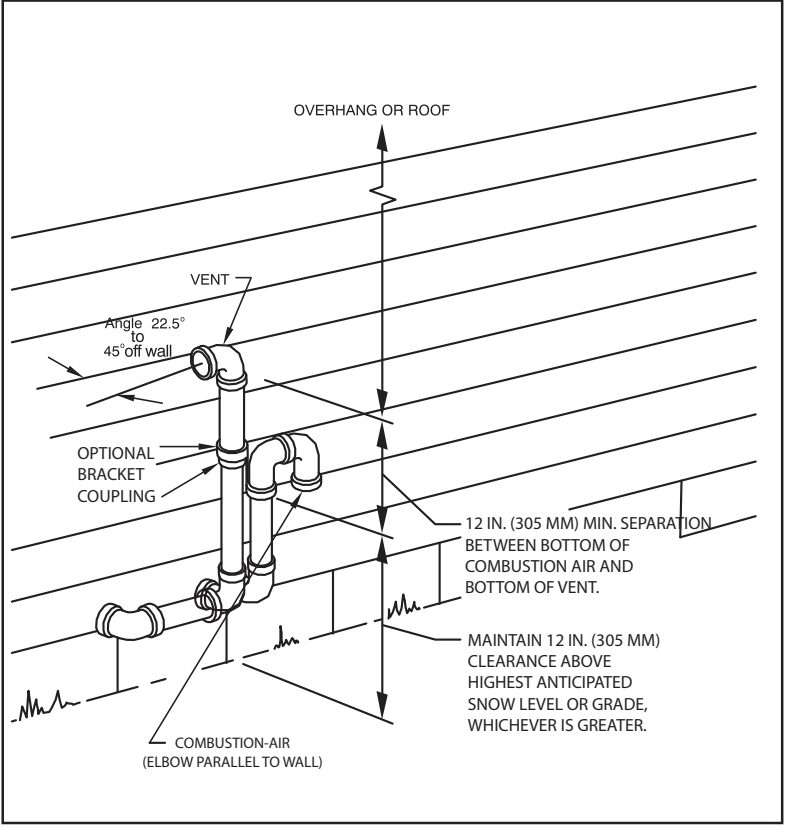 OVERHANG OR ROOF
VENT
Angle 22.5°
to
45°off wall
OPTIONAL
BRACKET
COUPLING
12 IN. (305 MM) MIN. SEPARATION
BETWEEN BOTTOM OF
COMBUSTION AIR AND
BOTTOM OF VENT.
MAINTAIN 12 IN. (305 MM)
CLEARANCE ABOVE
HIGHEST ANTICIPATED
SNOW LEVEL OR GRADE,
WHICHEVER IS GREATER.
COMBUSTION-AIR
(ELBOW PARALLEL TO WALL)